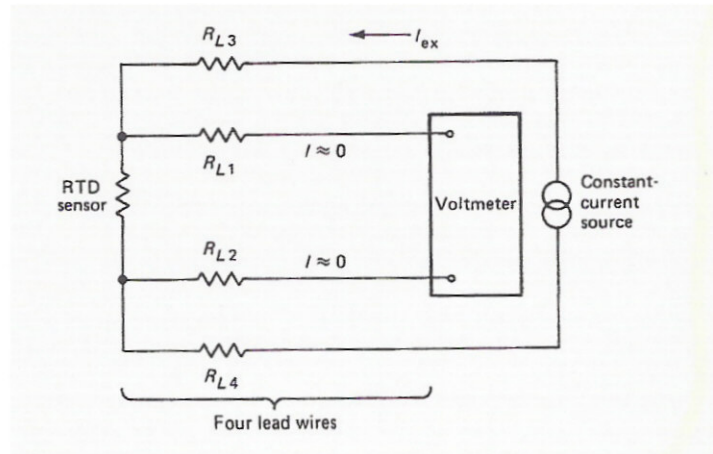 R_L3
I_ex
R_L1
I ≈ 0
RTD
sensor
Voltmeter
Constant-
current
source
R_L2
I ≈ 0
R_L4
Four lead wires